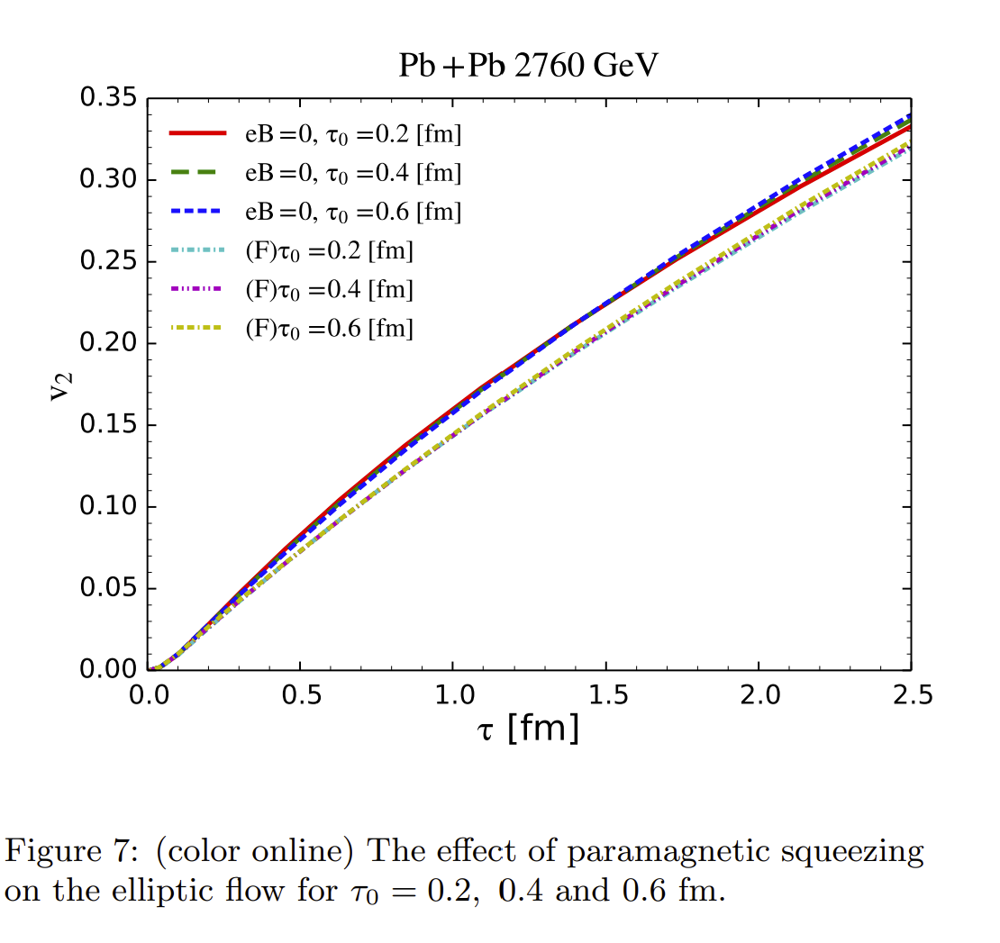 Pb+Pb 2760 GeV
0.35
0.30
0.25
0.20
0.15
0.10
0.05
0.00
v₂
eB=0, τ₀=0.2 [fm]
eB=0, τ₀=0.4 [fm]
eB=0, τ₀=0.6 [fm]
(F)τ₀=0.2 [fm]
(F)τ₀=0.4 [fm]
(F)τ₀=0.6 [fm]
0.0 0.5 1.0 1.5 2.0 2.5
τ [fm]
Figure 7: (color online) The effect of paramagnetic squeezing
on the elliptic flow for τ₀ = 0.2, 0.4 and 0.6 fm.